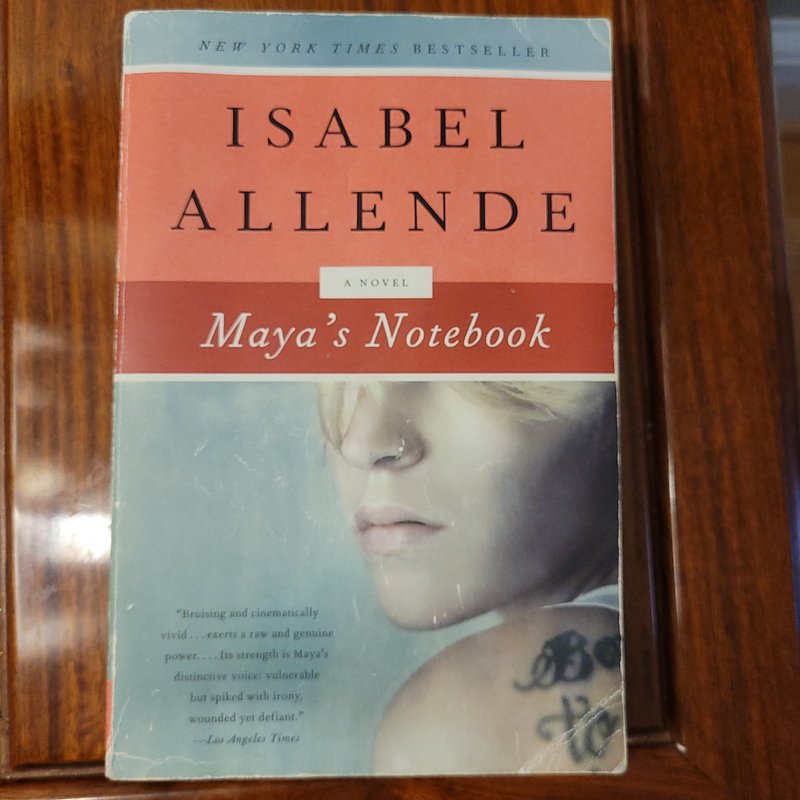 NEW YORK TIMES BESTSELLER
ISABEL
ALLENDE
A NOVEL
Maya's Notebook
"Bruising and cinematically
vivid . . . exerts a raw and genuine
power. . . . Its strength is Maya's
distinctive voice: vulnerable
but spiked with irony,
wounded yet defiant."
—Los Angeles Times